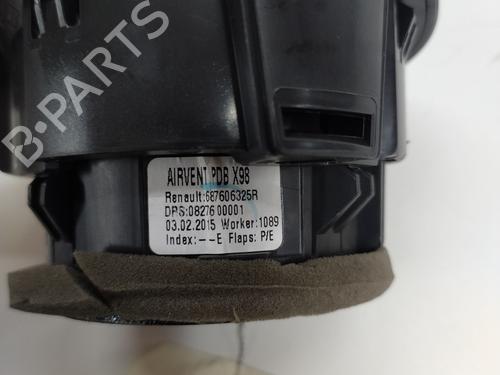 B-PARTS
AIRVENT PDB X98
Renault:687606325R
DPS:08276 00001
03.02.2015 Worker:1089
Index:--E Flaps: P/E